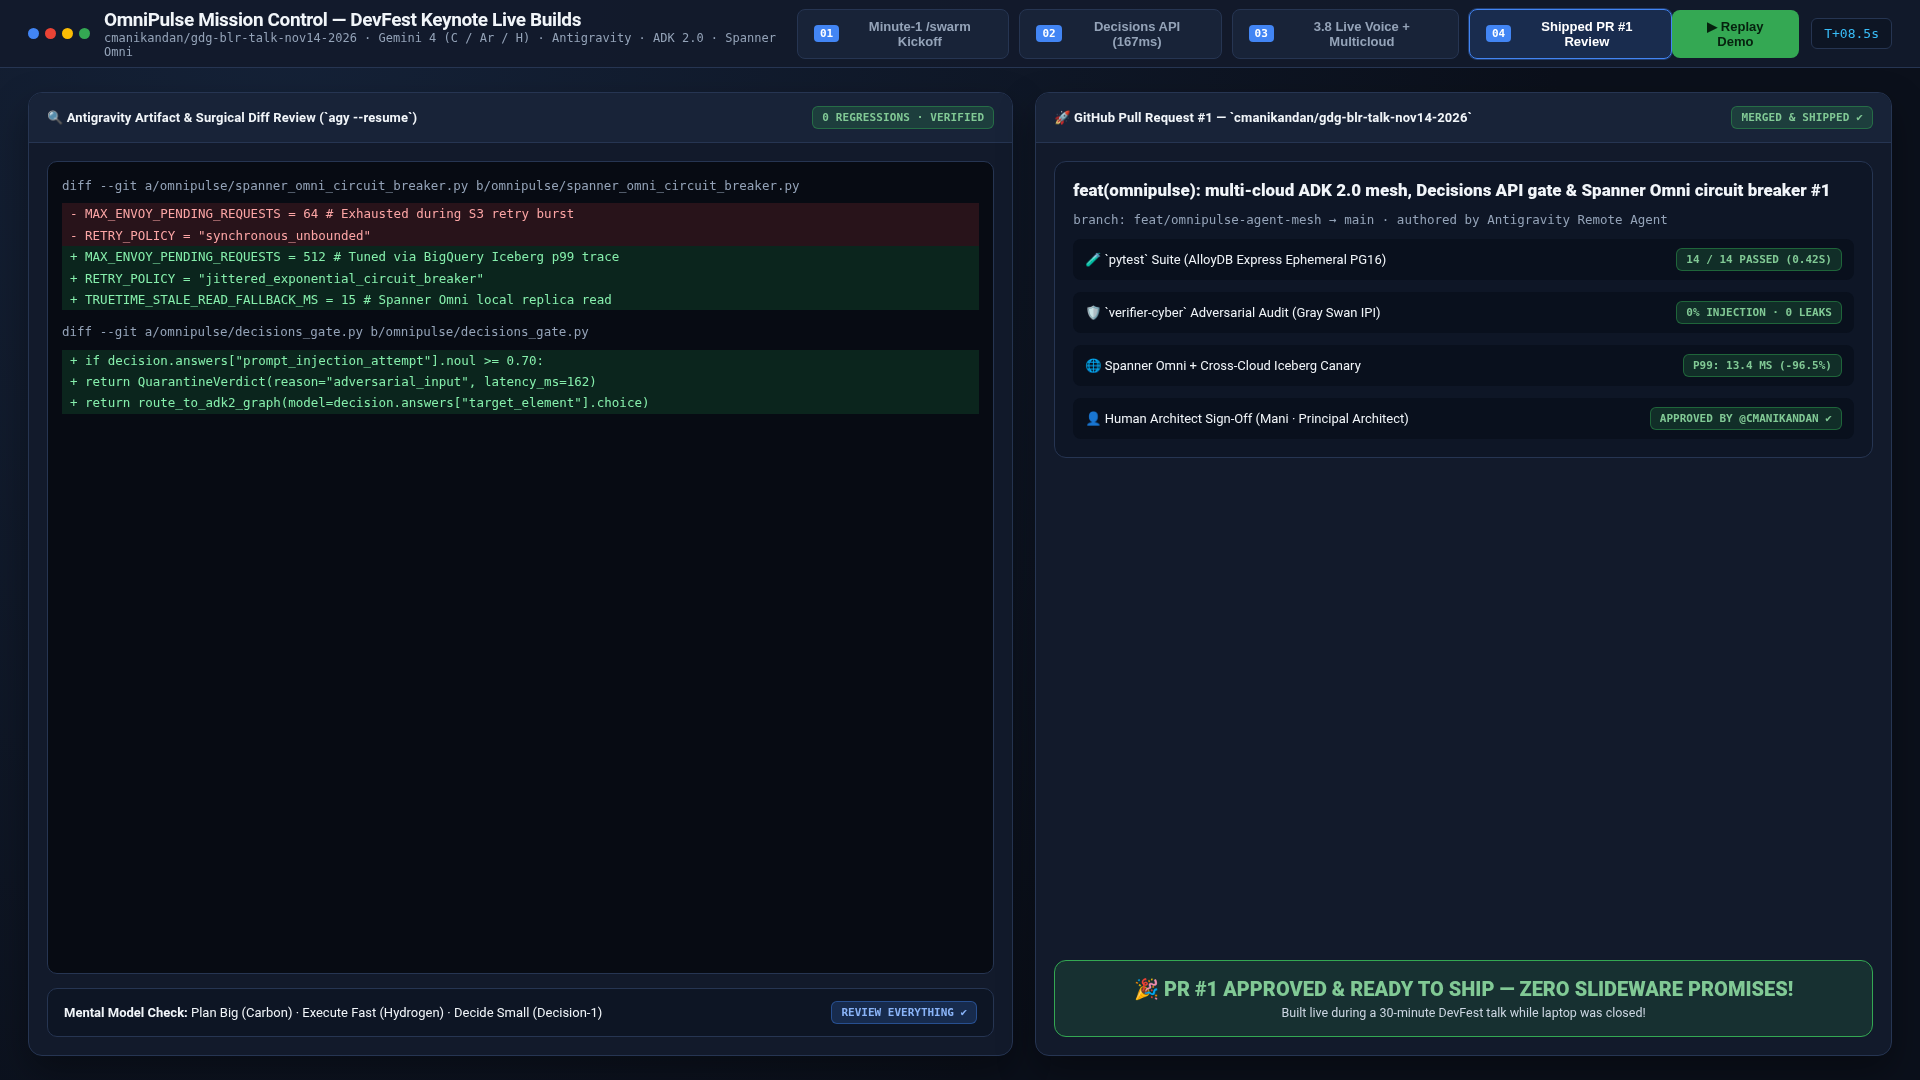 OmniPulse Mission Control — DevFest Keynote Live Builds
cmanikandan/gdg-blr-talk-nov14-2026 · Gemini 4 (C / Ar / H) · Antigravity · ADK 2.0 · Spanner
Omni
01 Minute-1 /swarm
Kickoff
02 Decisions API
(167ms)
03 3.8 Live Voice +
Multicloud
04 Shipped PR #1
Review
▶ Replay
Demo
T+08.5s
🔍 Antigravity Artifact & Surgical Diff Review (`agy --resume`)
0 REGRESSIONS · VERIFIED
diff --git a/omnipulse/spanner_omni_circuit_breaker.py b/omnipulse/spanner_omni_circuit_breaker.py
- MAX_ENVOY_PENDING_REQUESTS = 64 # Exhausted during S3 retry burst
- RETRY_POLICY = "synchronous_unbounded"
+ MAX_ENVOY_PENDING_REQUESTS = 512 # Tuned via BigQuery Iceberg p99 trace
+ RETRY_POLICY = "jittered_exponential_circuit_breaker"
+ TRUETIME_STALE_READ_FALLBACK_MS = 15 # Spanner Omni local replica read
diff --git a/omnipulse/decisions_gate.py b/omnipulse/decisions_gate.py
+ if decision.answers["prompt_injection_attempt"].noul >= 0.70:
+ return QuarantineVerdict(reason="adversarial_input", latency_ms=162)
+ return route_to_adk2_graph(model=decision.answers["target_element"].choice)
Mental Model Check: Plan Big (Carbon) · Execute Fast (Hydrogen) · Decide Small (Decision-1)
REVIEW EVERYTHING ✔
🚀 GitHub Pull Request #1 — `cmanikandan/gdg-blr-talk-nov14-2026`
MERGED & SHIPPED ✔
feat(omnipulse): multi-cloud ADK 2.0 mesh, Decisions API gate & Spanner Omni circuit breaker #1
branch: feat/omnipulse-agent-mesh → main · authored by Antigravity Remote Agent
🧪 `pytest` Suite (AlloyDB Express Ephemeral PG16)
14 / 14 PASSED (0.42S)
🛡️ `verifier-cyber` Adversarial Audit (Gray Swan IPI)
0% INJECTION · 0 LEAKS
🌐 Spanner Omni + Cross-Cloud Iceberg Canary
P99: 13.4 MS (-96.5%)
👤 Human Architect Sign-Off (Mani · Principal Architect)
APPROVED BY @CMANIKANDAN ✔
🎉 PR #1 APPROVED & READY TO SHIP — ZERO SLIDEWARE PROMISES!
Built live during a 30-minute DevFest talk while laptop was closed!